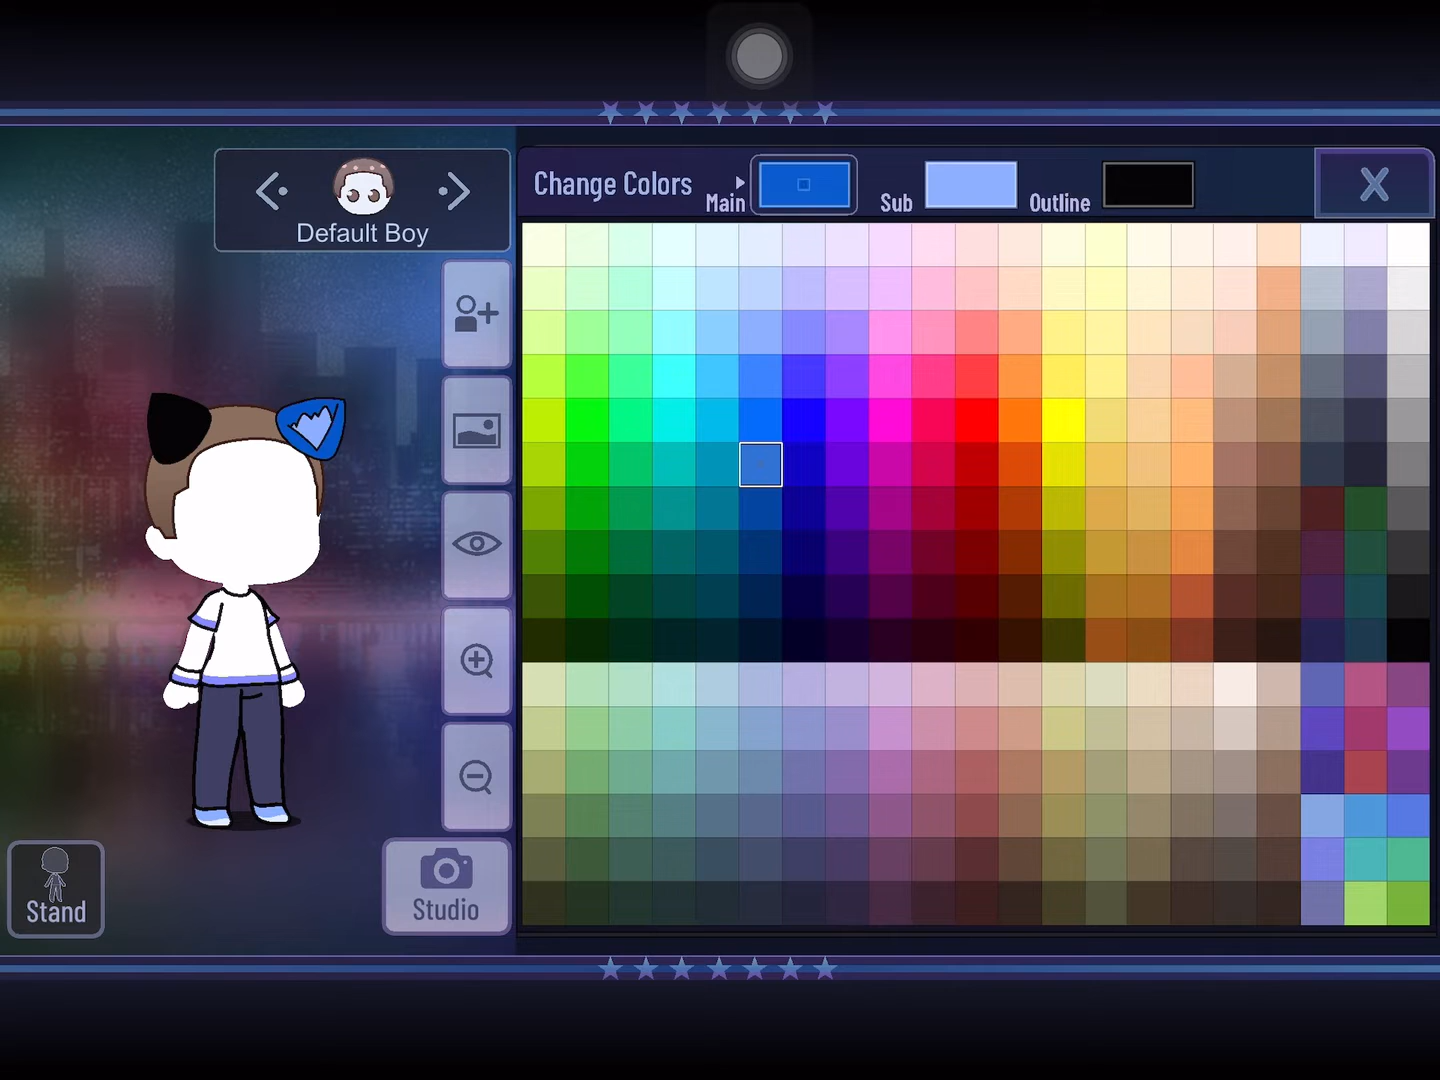 Default Boy
Change Colors
Main
Sub
Outline
Stand
Studio